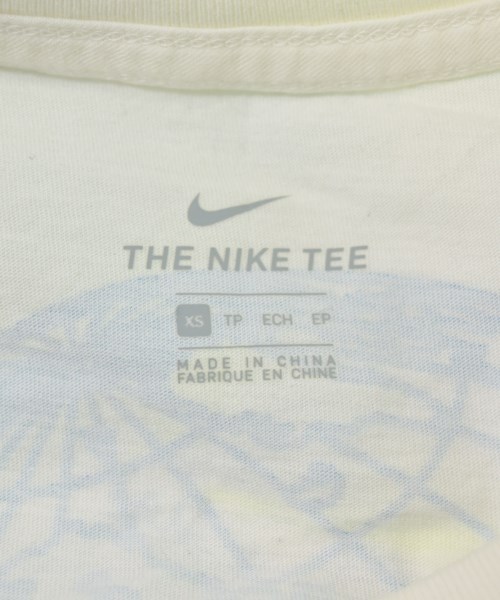 THE NIKE TEE
XS TP ECH EP
MADE IN CHINA
FABRIQUE EN CHINE